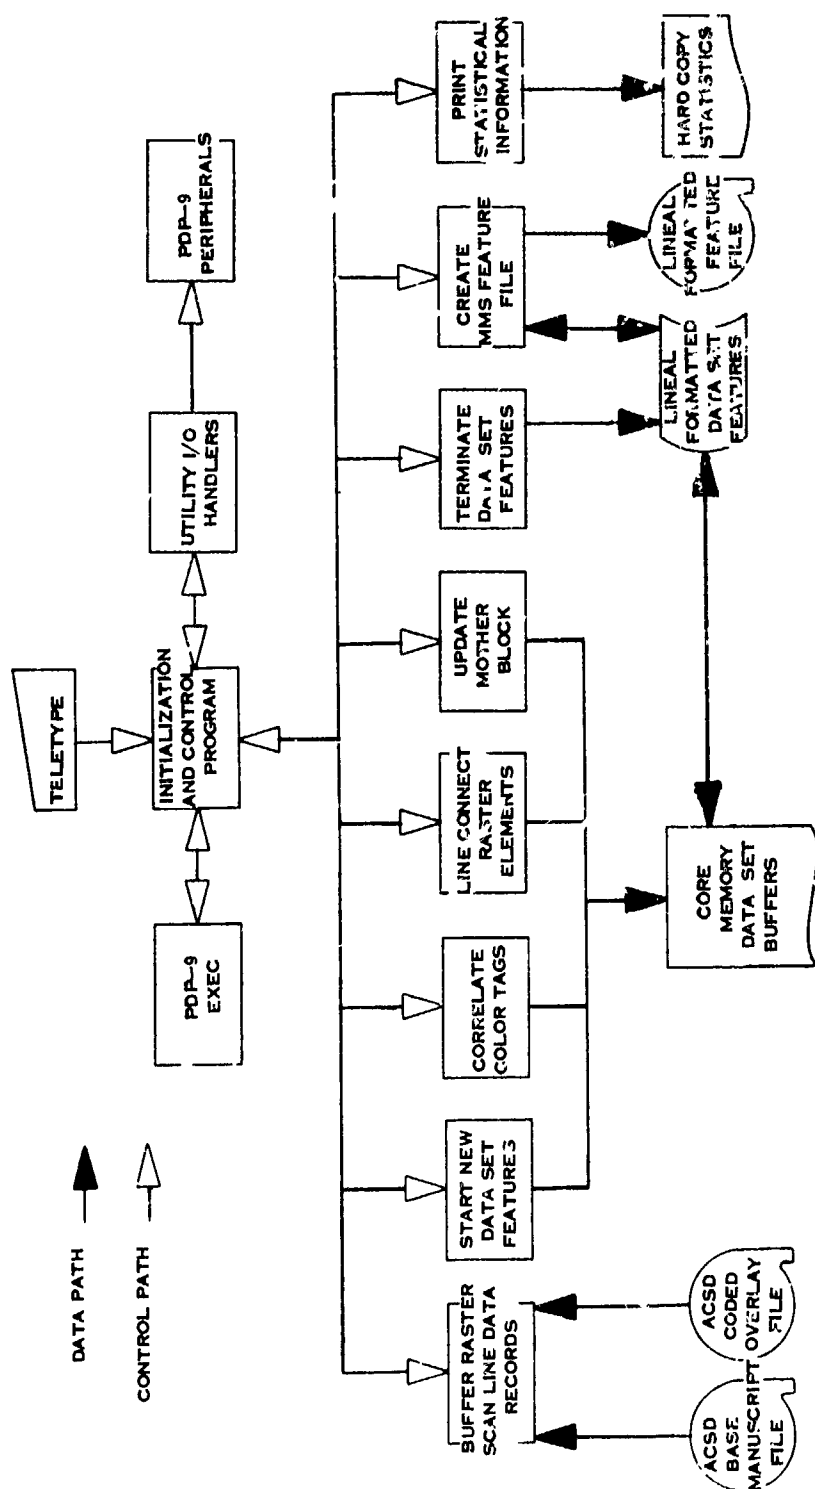 DATA PATH
CONTROL PATH
TELETYPE
PDP-9
EXEC
INITIALIZATION
AND CONTROL
PROGRAM
UTILITY I/O
HANDLERS
PDP-9
PERIPHERALS
BUFFER RASTER
SCAN LINE DATA
RECORDS
START NEW
DATA SET
FEATURES
CORRELATE
COLOR TAGS
LINE CONNECT
RASTER
ELEMENTS
UPDATE
MOTHER
BLOCK
TERMINATE
DATA SET
FEATURES
CREATE
MMS FEATURE
FILE
PRINT
STATISTICAL
INFORMATION
ACSD
BASE
MANUSCRIPT
FILE
ACSD
CODED
OVERLAY
FILE
CORE
MEMORY
DATA SET
BUFFERS
LINEAL
FORMATTED
DATA SET
FEATURES
LINEAL
FORMATTED
FEATURE
FILE
HARD COPY
STATISTICS